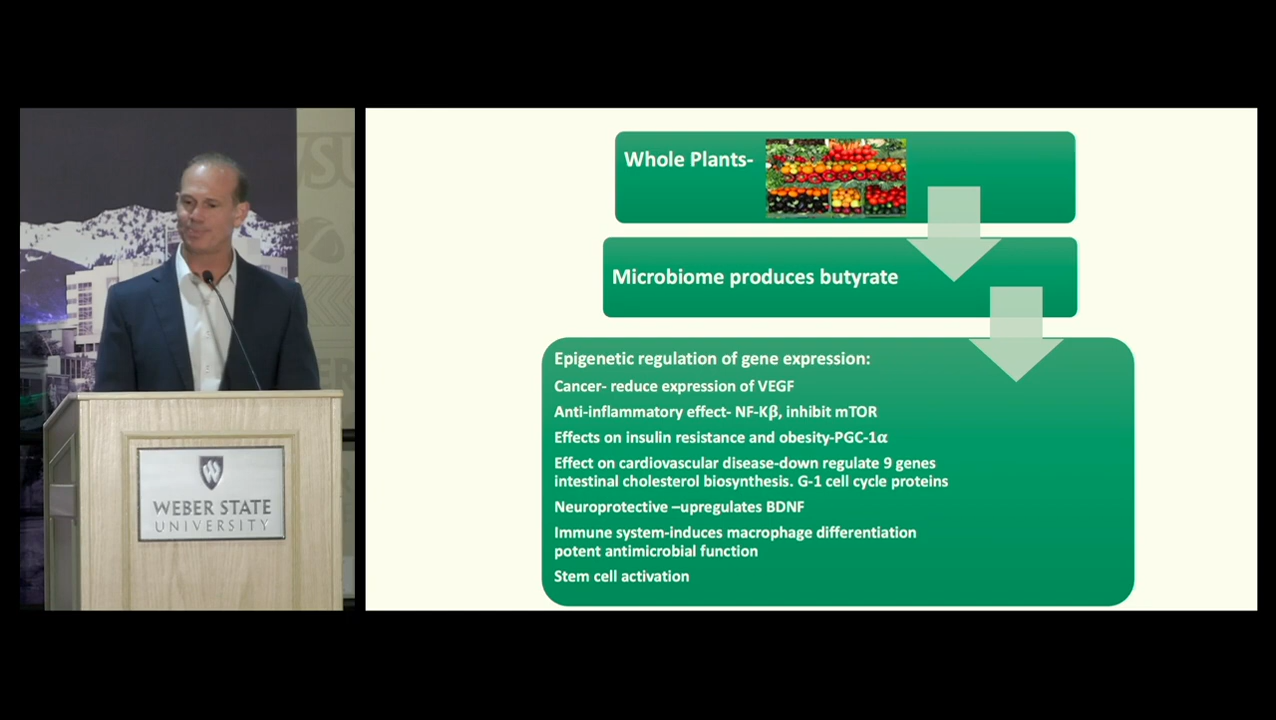 WSU
ER
WEBER STATE
UNIVERSITY
Whole Plants-
Microbiome produces butyrate
Epigenetic regulation of gene expression:
Cancer- reduce expression of VEGF
Anti-inflammatory effect- NF-Kβ, inhibit mTOR
Effects on insulin resistance and obesity-PGC-1α
Effect on cardiovascular disease-down regulate 9 genes
intestinal cholesterol biosynthesis. G-1 cell cycle proteins
Neuroprotective –upregulates BDNF
Immune system-induces macrophage differentiation
potent antimicrobial function
Stem cell activation